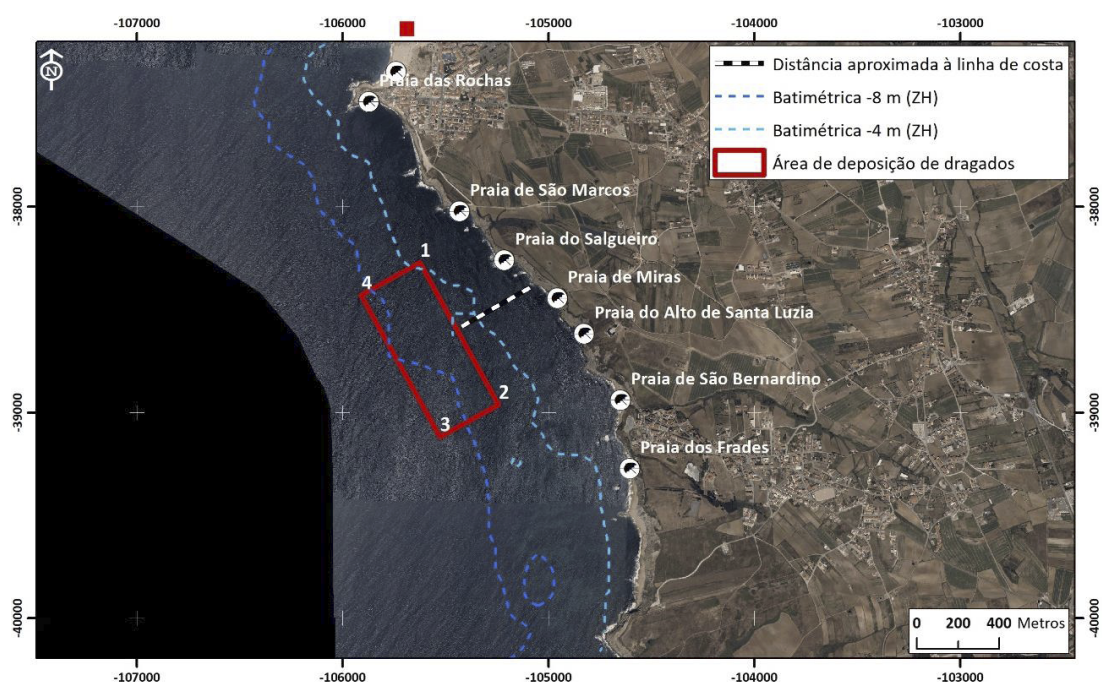 -107000
-106000
-105000
-104000
-103000
N
Distância aproximada à linha de costa
Batimétrica -8 m (ZH)
Batimétrica -4 m (ZH)
Área de deposição de dragados
Praia das Rochas
-38000
Praia de São Marcos
-38000
Praia do Salgueiro
1
4
Praia de Miras
Praia do Alto de Santa Luzia
Praia de São Bernardino
2
-39000
3
-39000
Praia dos Frades
-40000
0 200 400 Metros
-40000
-107000
-106000
-105000
-104000
-103000